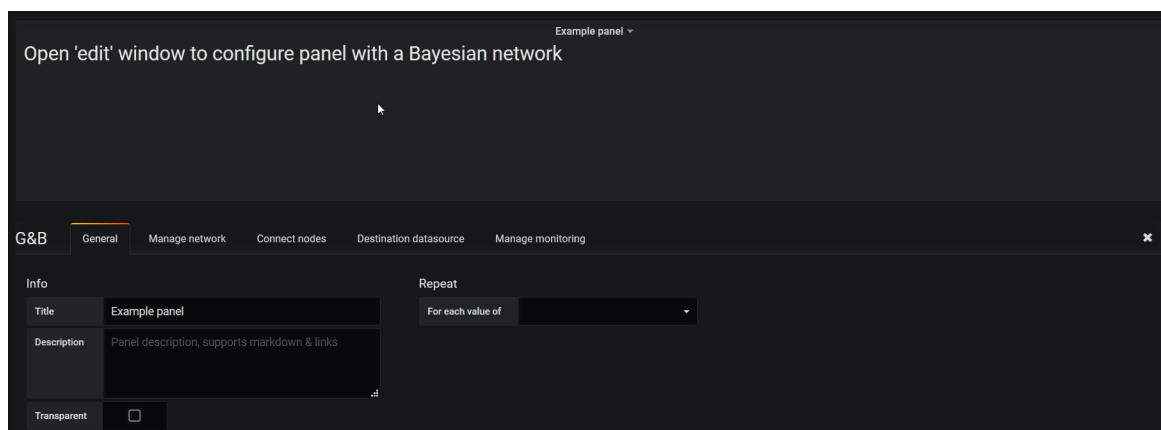 Example panel
Open 'edit' window to configure panel with a Bayesian network
G&B General Manage network Connect nodes Destination datasource Manage monitoring
Info Repeat
Title Example panel For each value of
Description Panel description, supports markdown & links
Transparent